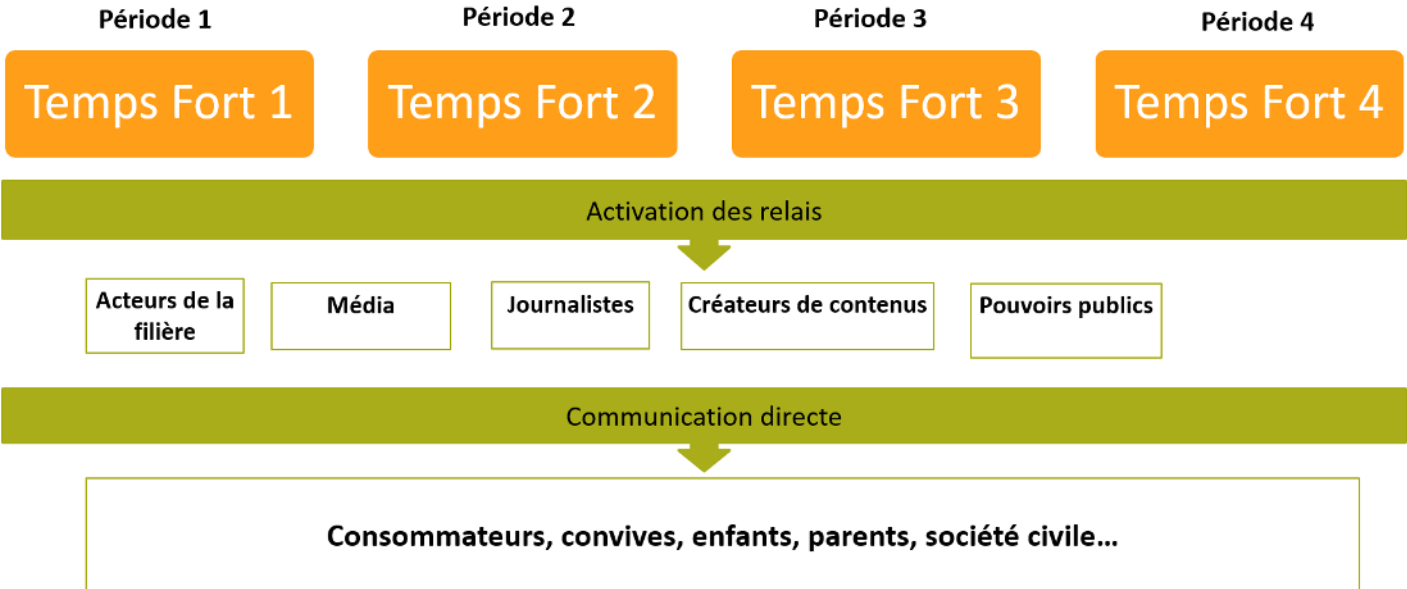 Période 1
Période 2
Période 3
Période 4
Temps Fort 1
Temps Fort 2
Temps Fort 3
Temps Fort 4
Activation des relais
Acteurs de la
filière
Média
Journalistes
Créateurs de contenus
Pouvoirs publics
Communication directe
Consommateurs, convives, enfants, parents, société civile…